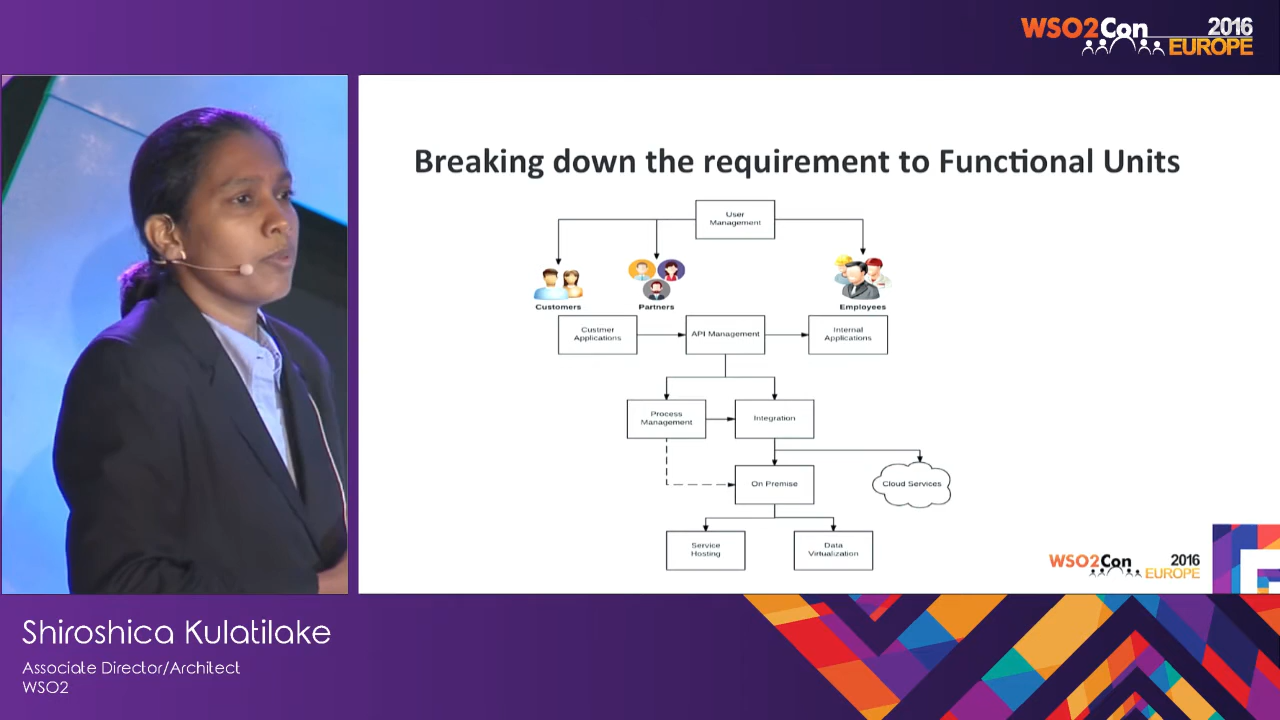 WSO2Con 2016
EUROPE
Breaking down the requirement to Functional Units
User
Management
Customers
Partners
Employees
Custmer
Applications
API Management
Internal
Applications
Process
Management
Integration
On Premise
Cloud Services
Service
Hosting
Data
Virtualization
WSO2Con 2016
EUROPE
Shiroshica Kulatilake
Associate Director/Architect
WSO2